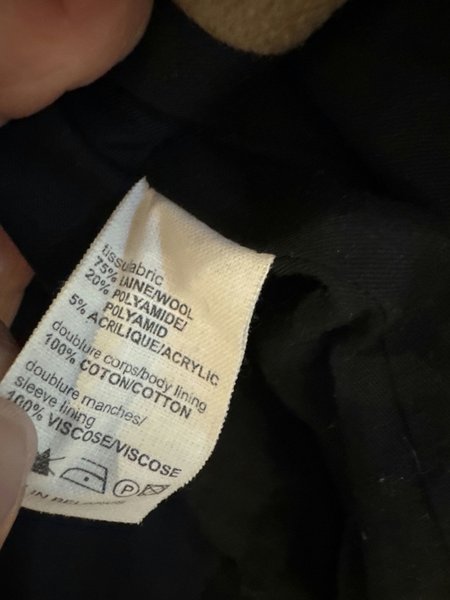 tissu/fabric
75% LAINE/WOOL
20% POLYAMIDE/
POLYAMID
5% ACRILIQUE/ACRYLIC
doublure corps/body lining
100% COTON/COTTON
doublure manches/
sleeve lining
100% VISCOSE/VISCOSE
P
IN